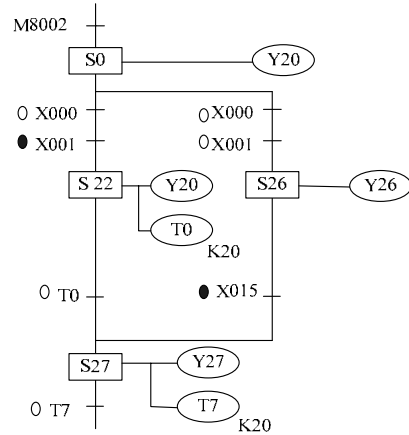 M8002
S0 Y20
X000 X000
X001 X001
S 22 Y20 S26 Y26
T0
K20
T0 X015
S27 Y27
T7 T7
K20